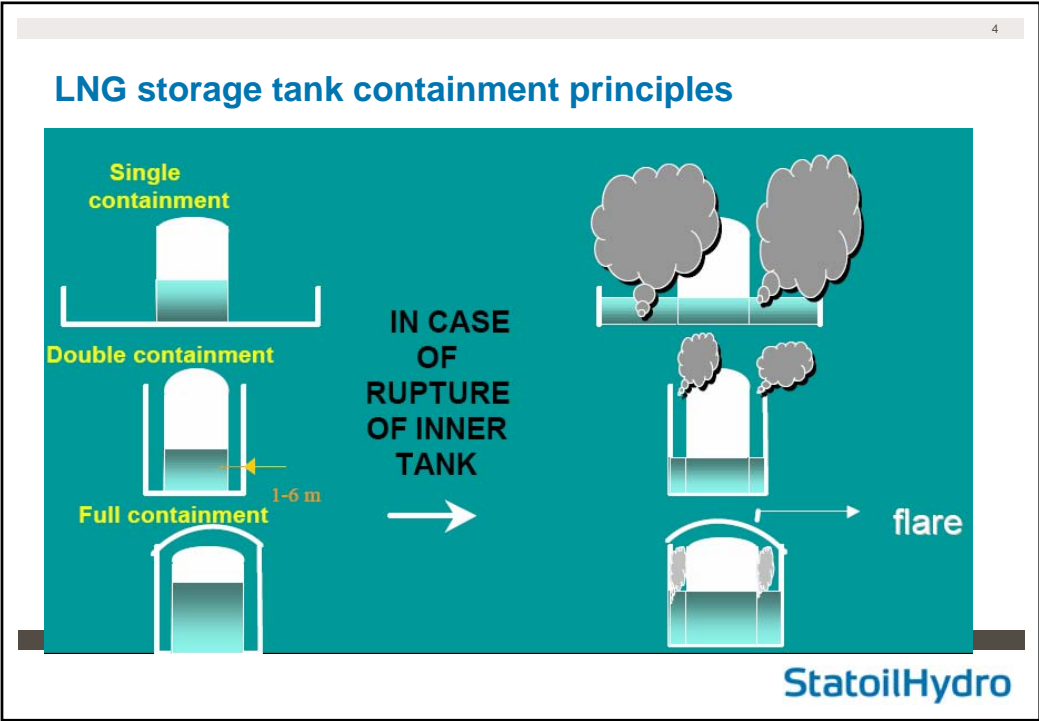 4
LNG storage tank containment principles
Single
containment
Double containment
1-6 m
Full containment
IN CASE
OF
RUPTURE
OF INNER
TANK
flare
StatoilHydro